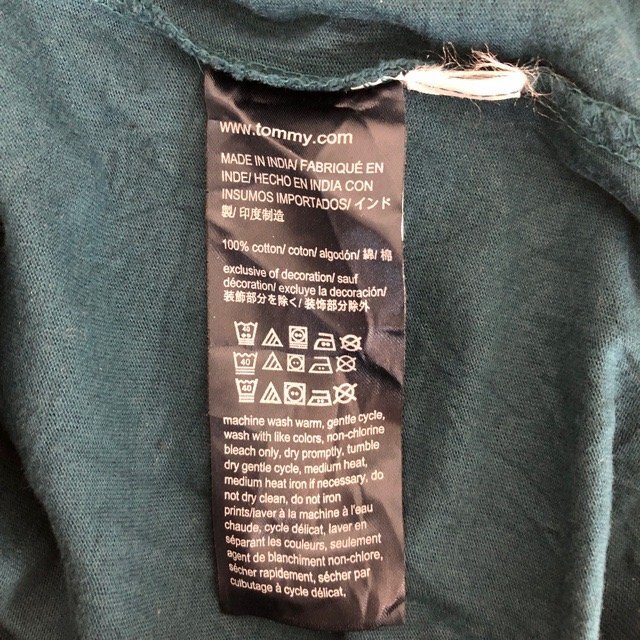 www.tommy.com
MADE IN INDIA/ FABRIQUÉ EN
INDE/ HECHO EN INDIA CON
INSUMOS IMPORTADOS/ インド
製/ 印度制造
100% cotton/ coton/ algodón/ 綿/ 棉
exclusive of decoration/ sauf
décoration/ excluye la decoración/
装飾部分を除く/ 装饰部分除外
40
40
40
machine wash warm, gentle cycle,
wash with like colors, non-chlorine
bleach only, dry promptly, tumble
dry gentle cycle, medium heat,
medium heat iron if necessary, do
not dry clean, do not iron
prints/laver à la machine à l'eau
chaude, cycle délicat, laver en
séparant les couleurs, seulement
agent de blanchiment non-chlore,
sécher rapidement, sécher par
culbutage à cycle délicat,